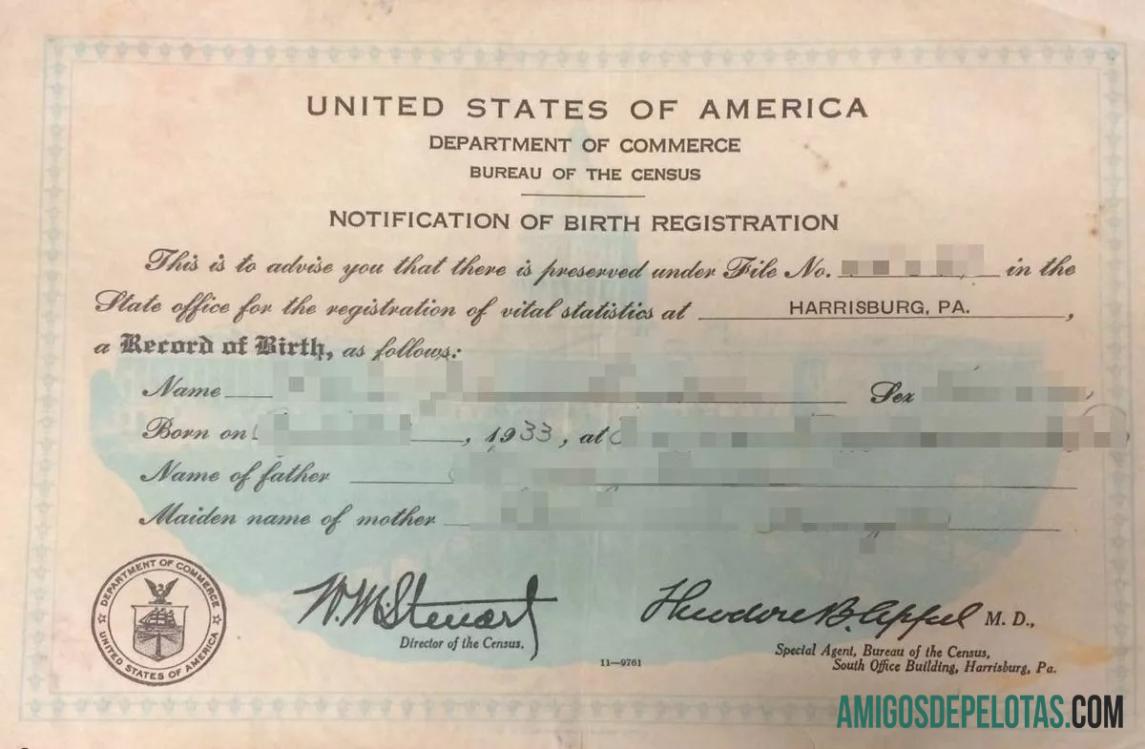 UNITED STATES OF AMERICA
DEPARTMENT OF COMMERCE
BUREAU OF THE CENSUS
NOTIFICATION OF BIRTH REGISTRATION
This is to advise you that there is preserved under File No. in the
State office for the registration of vital statistics at HARRISBURG, PA.,
a Record of Birth, as follows:
Name Sex
Born on , 1933, at
Name of father
Maiden name of mother
DEPARTMENT OF COMMERCE
UNITED STATES OF AMERICA
W. M. Steuart
Director of the Census.
11—9761
Theodore B. Appel M. D.,
Special Agent, Bureau of the Census,
South Office Building, Harrisburg, Pa.
AMIGOSDEPELOTAS.COM